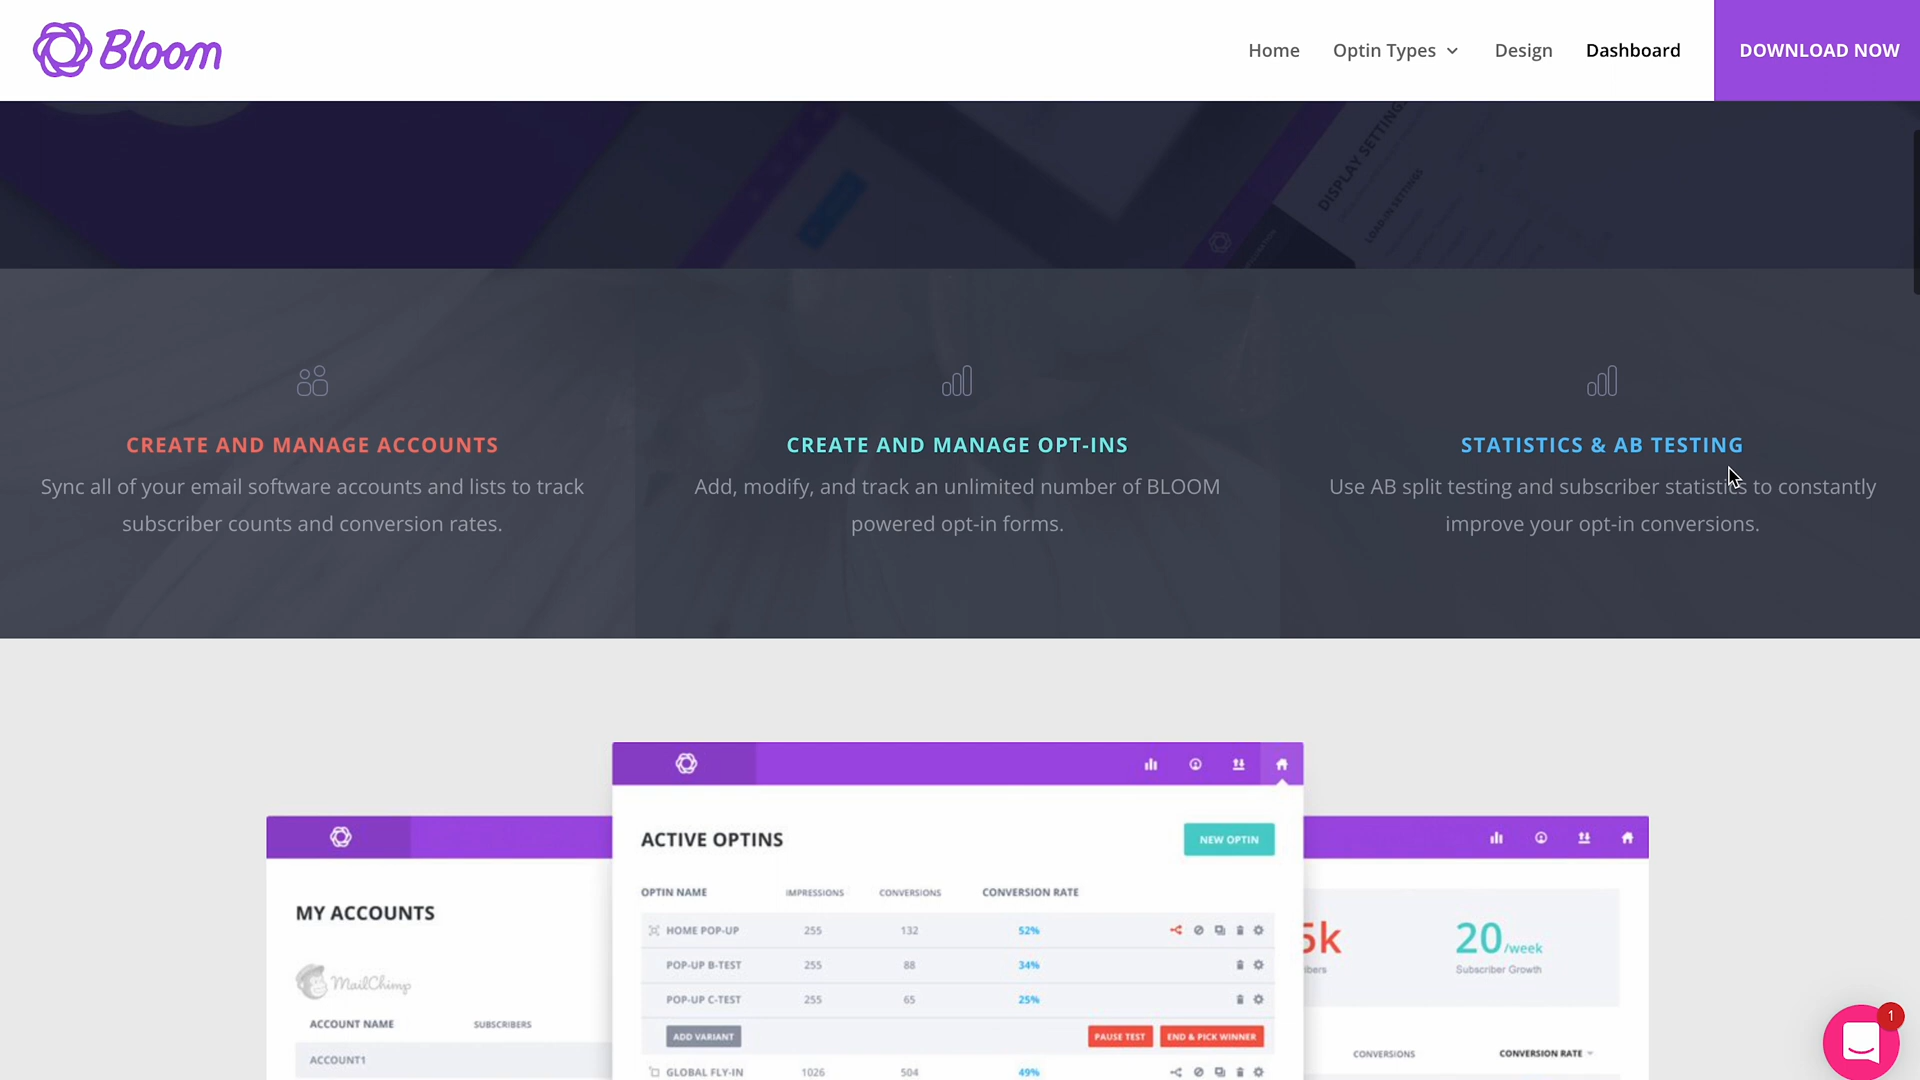 Bloom
Home
Optin Types
Design
Dashboard
DOWNLOAD NOW
DISPLAY SETTINGS
LOAD-IN SETTINGS
CREATE AND MANAGE ACCOUNTS
Sync all of your email software accounts and lists to track
subscriber counts and conversion rates.
CREATE AND MANAGE OPT-INS
Add, modify, and track an unlimited number of BLOOM
powered opt-in forms.
STATISTICS & AB TESTING
Use AB split testing and subscriber statistics to constantly
improve your opt-in conversions.
MY ACCOUNTS
MailChimp
ACCOUNT NAME SUBSCRIBERS
ACCOUNT1
ACTIVE OPTINS
NEW OPTIN
OPTIN NAME IMPRESSIONS CONVERSIONS CONVERSION RATE
HOME POP-UP 255 132 52%
POP-UP B-TEST 255 88 34%
POP-UP C-TEST 255 65 25%
ADD VARIANT PAUSE TEST END & PICK WINNER
GLOBAL FLY-IN 1026 504 49%
5k
ibers
20/week
Subscriber Growth
CONVERSIONS CONVERSION RATE
1